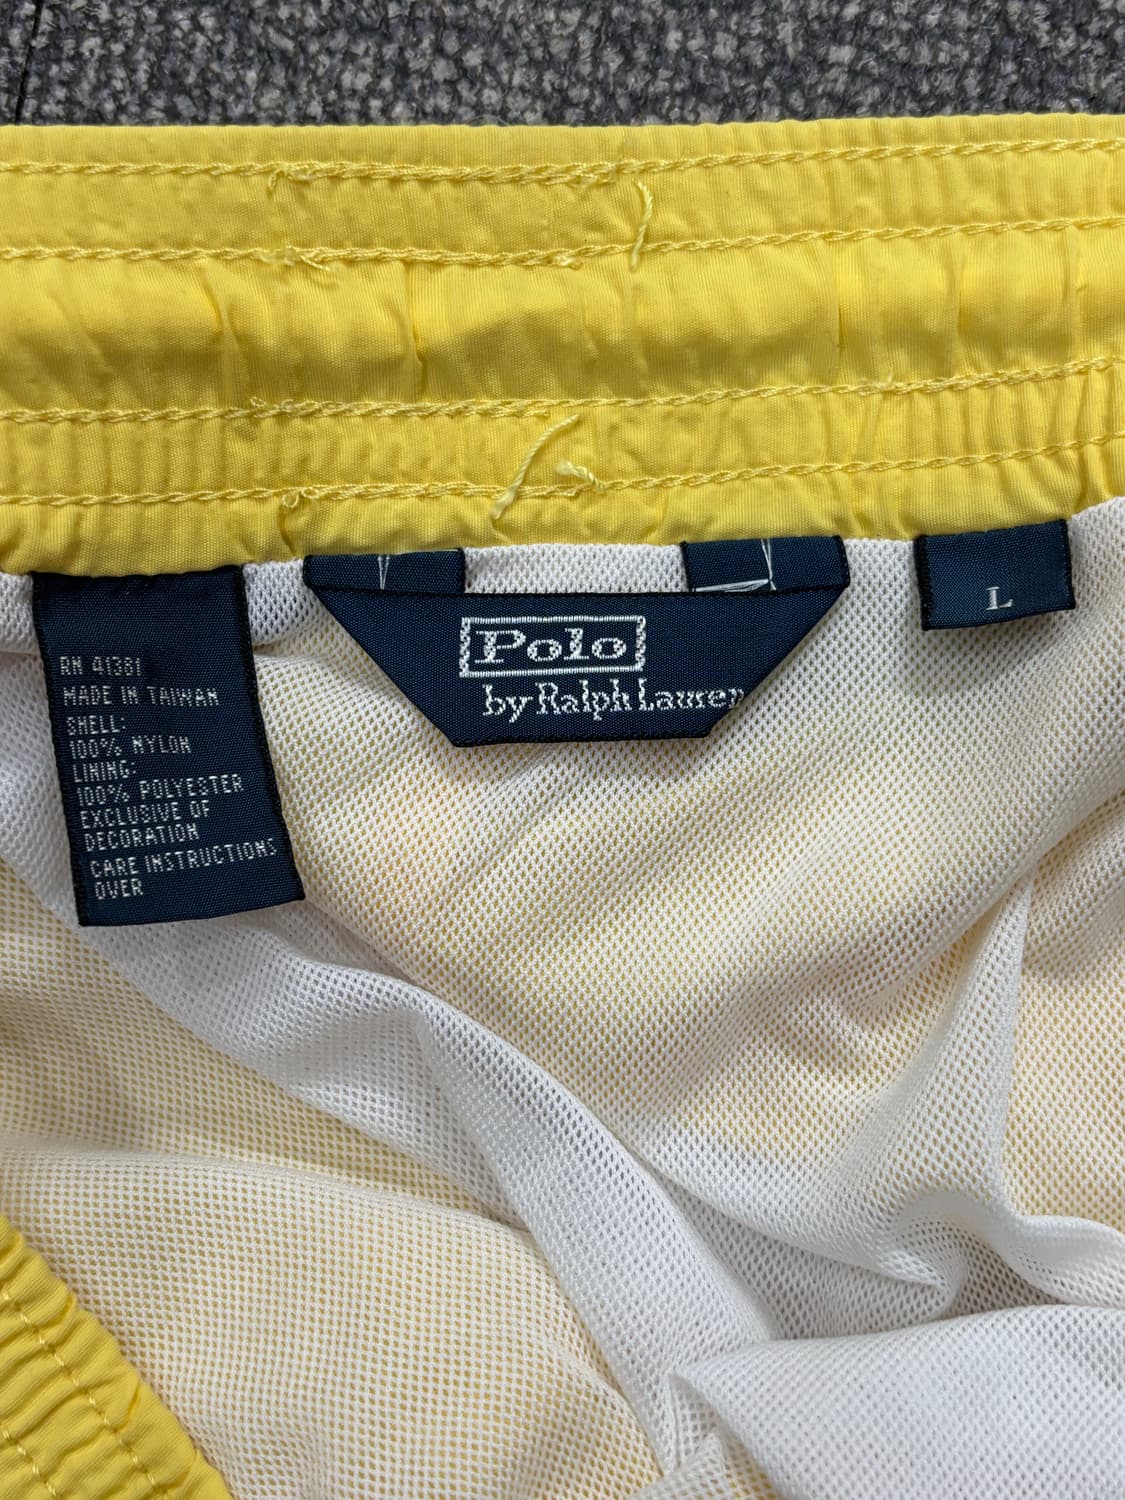 RN 41381
MADE IN TAIWAN
SHELL:
100% NYLON
LINING:
100% POLYESTER
EXCLUSIVE OF
DECORATION
CARE INSTRUCTIONS
OVER
Polo
by Ralph Lauren
L